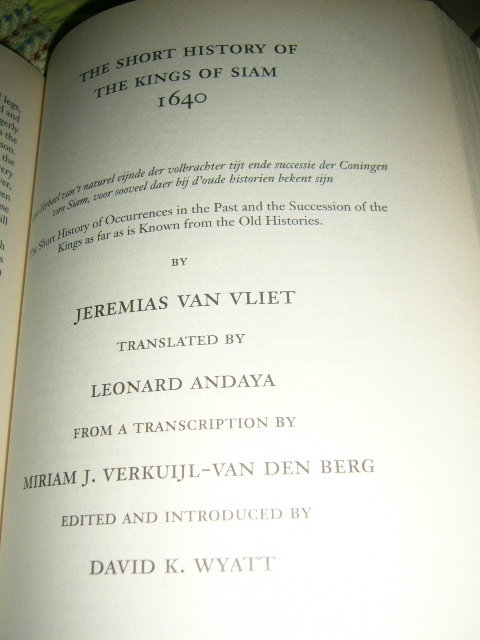 THE SHORT HISTORY OF
THE KINGS OF SIAM
1640
Verhael van't naturel eijnde der volbrachter tijt ende successie der Coningen
van Siam, voor sooveel daer bij d'oude historien bekent sijn
The Short History of Occurrences in the Past and the Succession of the
Kings as far as is Known from the Old Histories.
BY
JEREMIAS VAN VLIET
TRANSLATED BY
LEONARD ANDAYA
FROM A TRANSCRIPTION BY
MIRIAM J. VERKUIJL-VAN DEN BERG
EDITED AND INTRODUCED BY
DAVID K. WYATT